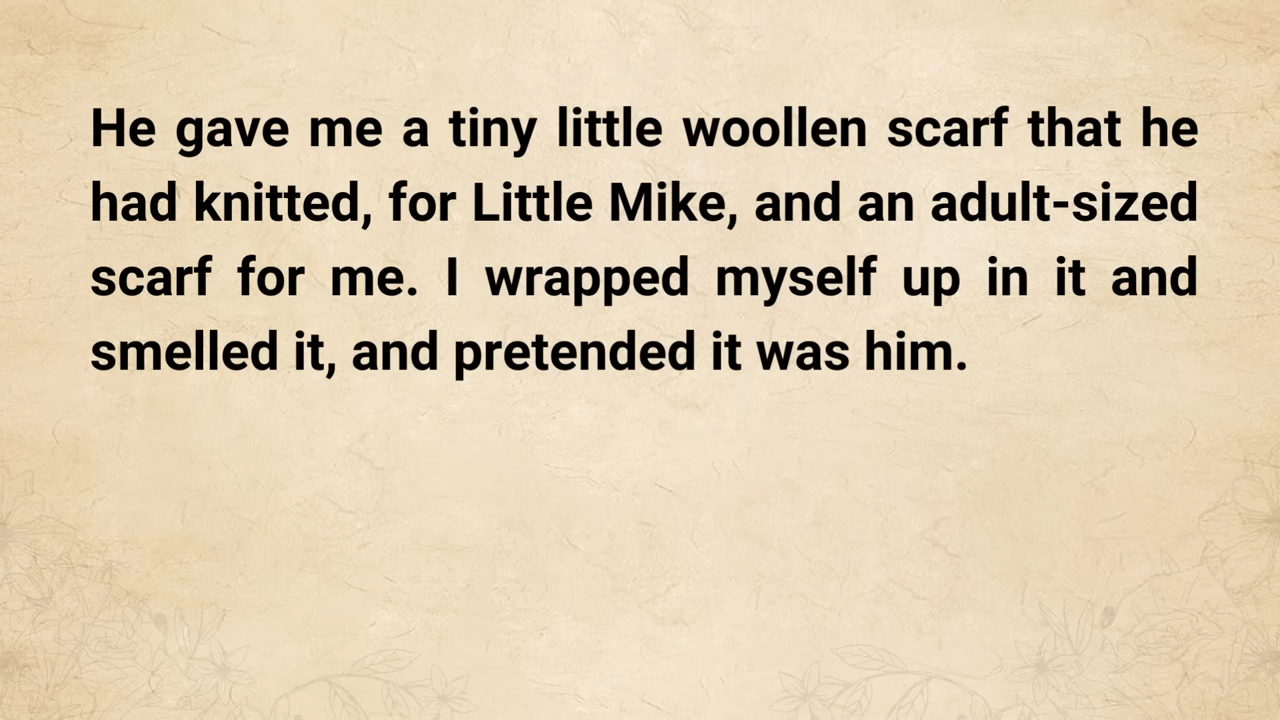 He gave me a tiny little woollen scarf that he
had knitted, for Little Mike, and an adult-sized
scarf for me. I wrapped myself up in it and
smelled it, and pretended it was him.